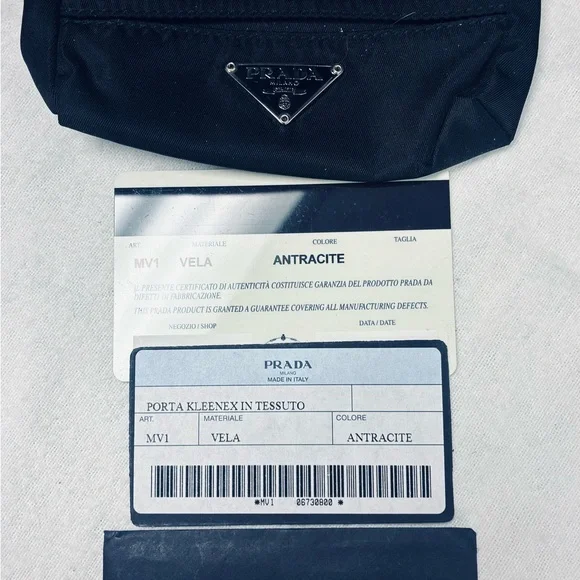 PRADA
MILANO
ART. MATERIALE COLORE TAGLIA
MV1 VELA ANTRACITE
IL PRESENTE CERTIFICATO DI AUTENTICITÀ COSTITUISCE GARANZIA DEL PRODOTTO PRADA DA
DIFETTI DI FABBRICAZIONE.
THIS PRADA PRODUCT IS GRANTED A GUARANTEE COVERING ALL MANUFACTURING DEFECTS.
NEGOZIO / SHOP DATA / DATE
PRADA
MILANO
MADE IN ITALY
PORTA KLEENEX IN TESSUTO
ART. MATERIALE COLORE
MV1 VELA ANTRACITE
*MV1 06730800 *